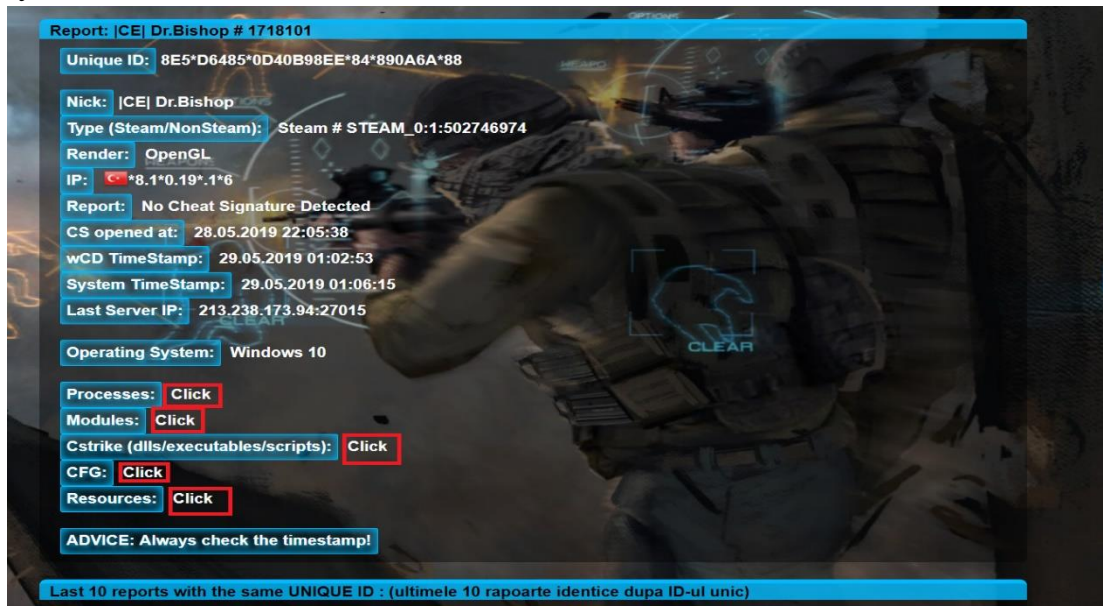 Report: |CE| Dr.Bishop # 1718101
Unique ID: 8E5*D6485*0D40B98EE*84*890A6A*88
Nick: |CE| Dr.Bishop
Type (Steam/NonSteam): Steam # STEAM_0:1:502746974
Render: OpenGL
IP: *8.1*0.19*.1*6
Report: No Cheat Signature Detected
CS opened at: 28.05.2019 22:05:38
wCD TimeStamp: 29.05.2019 01:02:53
System TimeStamp: 29.05.2019 01:06:15
Last Server IP: 213.238.173.94:27015
Operating System: Windows 10
Processes: Click
Modules: Click
Cstrike (dlls/executables/scripts): Click
CFG: Click
Resources: Click
ADVICE: Always check the timestamp!
Last 10 reports with the same UNIQUE ID : (ultimele 10 rapoarte identice dupa ID-ul unic)
OPTIONS
CLEAR
CLEAR